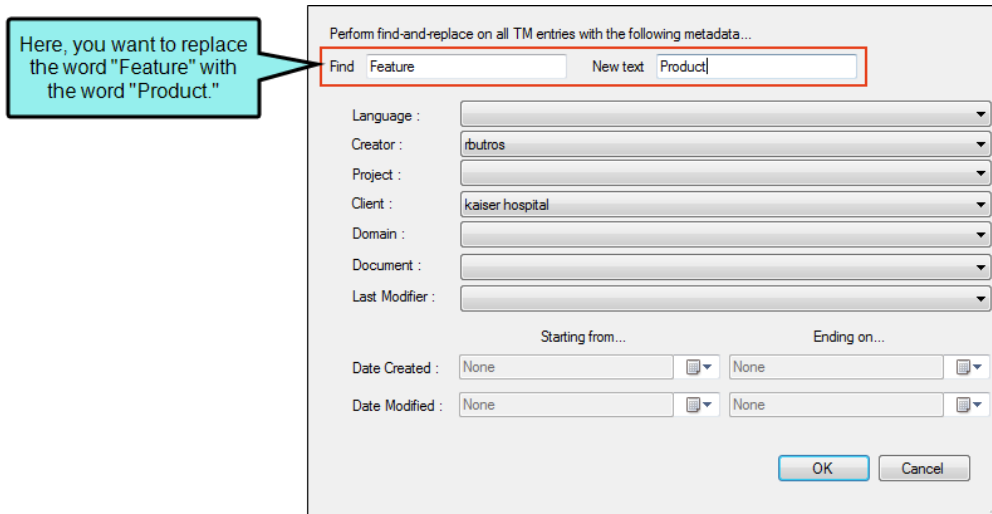 Here, you want to replace
the word "Feature" with
the word "Product."
Perform find-and-replace on all TM entries with the following metadata...
Find Feature New text Product
Language :
Creator : rbutros
Project :
Client : kaiser hospital
Domain :
Document :
Last Modifier :
Starting from... Ending on...
Date Created : None None
Date Modified : None None
OK Cancel